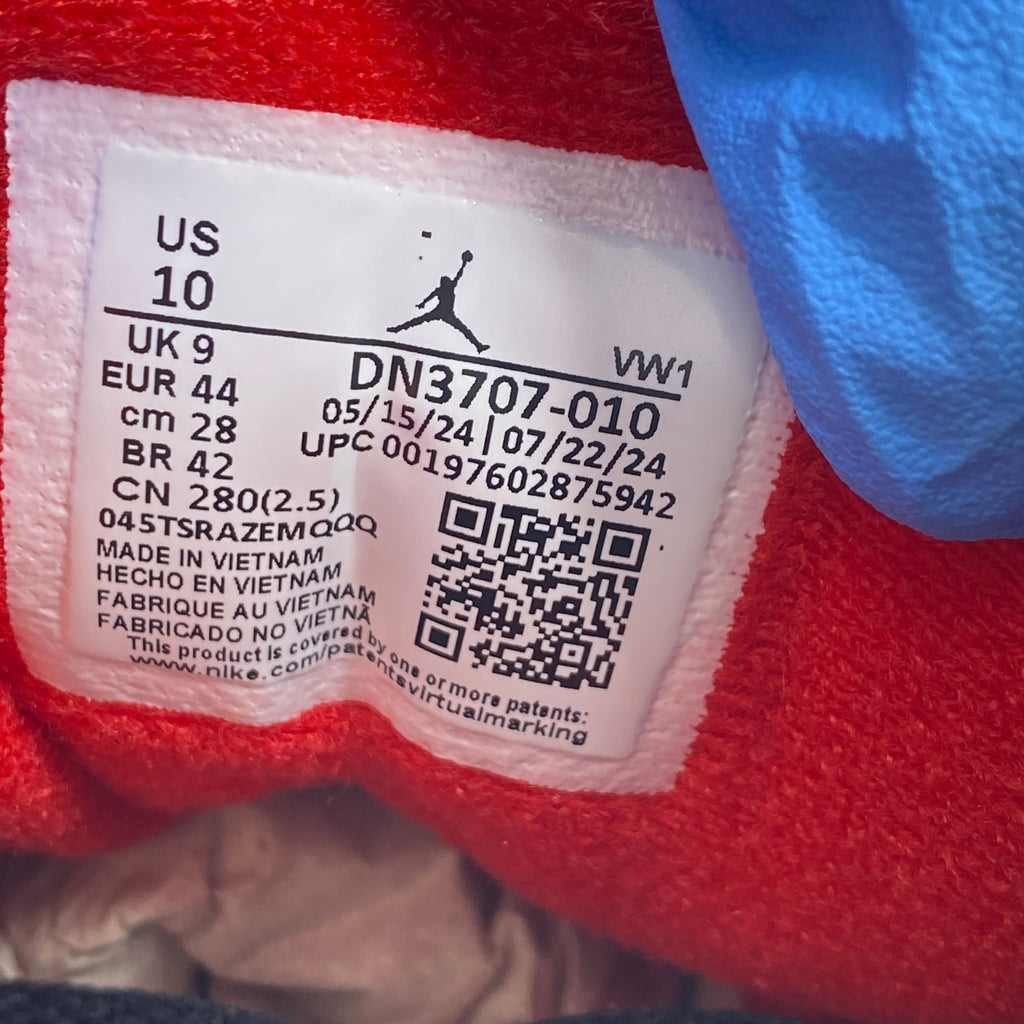 US
10
VW1
UK 9
EUR 44
cm 28
BR 42
CN 280(2.5)
045TSRAZEMQQQ
MADE IN VIETNAM
HECHO EN VIETNAM
FABRIQUE AU VIETNAM
FABRICADO NO VIETNÃ
DN3707-010
05/15/24 | 07/22/24
UPC 00197602875942
This product is covered by one or more patents:
www.nike.com/patentsvirtualmarking